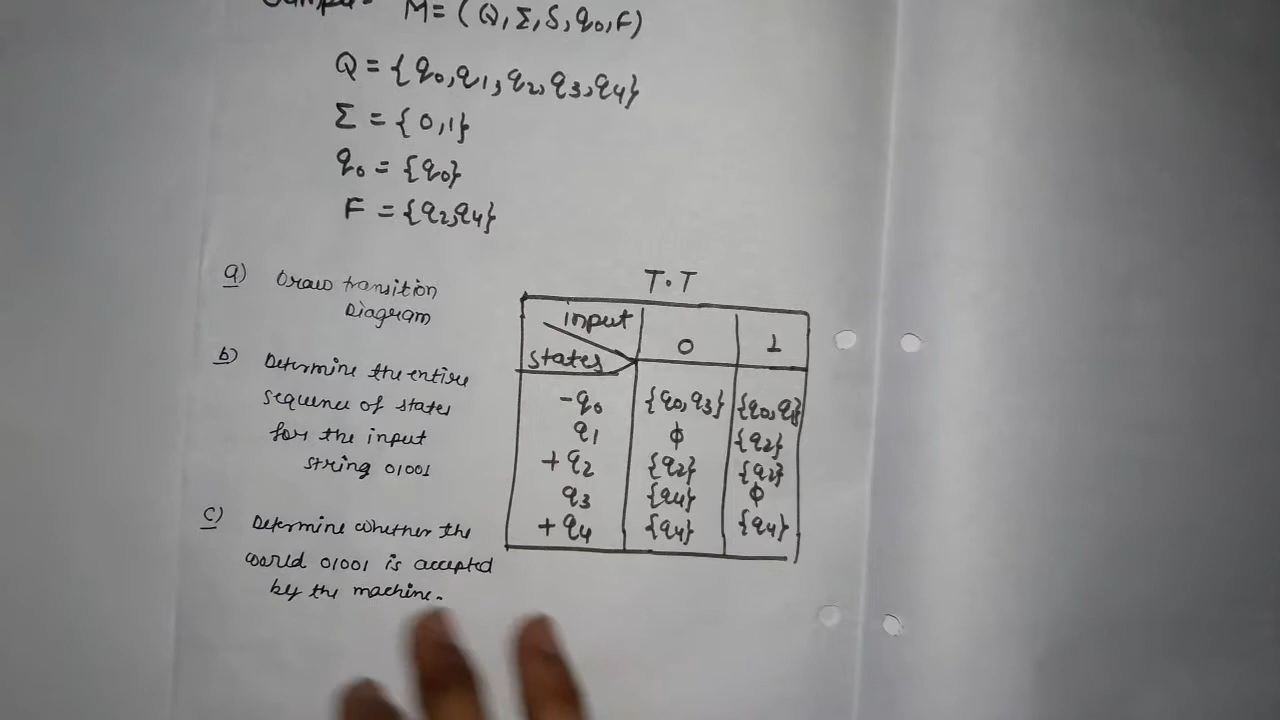 M = (Q, Σ, S, q0, F)
Q = {q0, q1, q2, q3, q4}
Σ = {0,1}
q0 = {q0}
F = {q2, q4}
a) Draw transition
Diagram
b) Determine the entire
sequence of states
for the input
string 01001
c) Determine whether the
world 01001 is accepted
by the machine.
T.T
input 0 1
states
-q0 {q0, q3} {q0, q1}
q1 ϕ {q2}
+q2 {q2} {q2}
q3 {q4} ϕ
+q4 {q4} {q4}